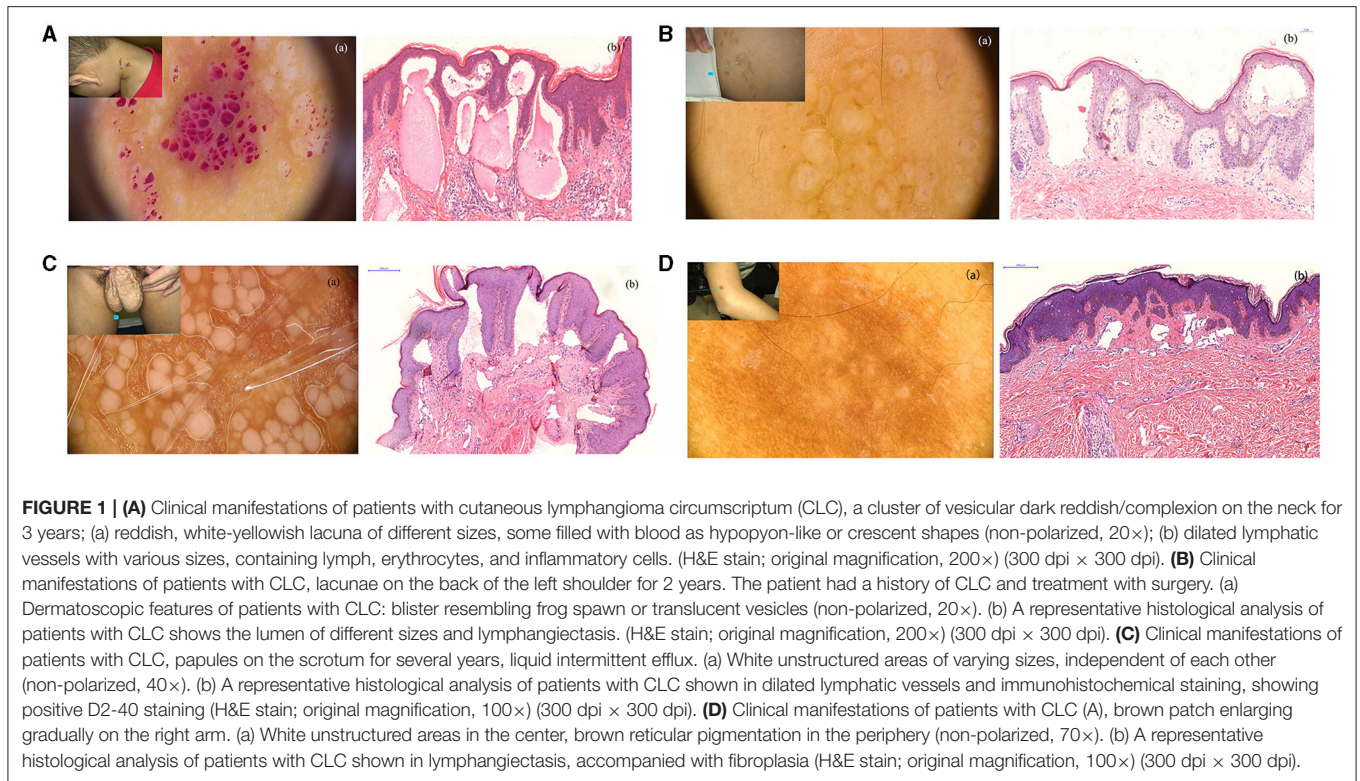 A
(a)
(b)
B
(a)
(b)
C
(a)
(b)
D
(a)
(b)
FIGURE 1 | (A) Clinical manifestations of patients with cutaneous lymphangioma circumscriptum (CLC), a cluster of vesicular dark reddish/complexion on the neck for
3 years; (a) reddish, white-yellowish lacuna of different sizes, some filled with blood as hypopyon-like or crescent shapes (non-polarized, 20×); (b) dilated lymphatic
vessels with various sizes, containing lymph, erythrocytes, and inflammatory cells. (H&E stain; original magnification, 200×) (300 dpi × 300 dpi). (B) Clinical
manifestations of patients with CLC, lacunae on the back of the left shoulder for 2 years. The patient had a history of CLC and treatment with surgery. (a)
Dermatoscopic features of patients with CLC: blister resembling frog spawn or translucent vesicles (non-polarized, 20×). (b) A representative histological analysis of
patients with CLC shows the lumen of different sizes and lymphangiectasis. (H&E stain; original magnification, 200×) (300 dpi × 300 dpi). (C) Clinical manifestations of
patients with CLC, papules on the scrotum for several years, liquid intermittent efflux. (a) White unstructured areas of varying sizes, independent of each other
(non-polarized, 40×). (b) A representative histological analysis of patients with CLC shown in dilated lymphatic vessels and immunohistochemical staining, showing
positive D2-40 staining (H&E stain; original magnification, 100×) (300 dpi × 300 dpi). (D) Clinical manifestations of patients with CLC (A), brown patch enlarging
gradually on the right arm. (a) White unstructured areas in the center, brown reticular pigmentation in the periphery (non-polarized, 70×). (b) A representative
histological analysis of patients with CLC shown in lymphangiectasis, accompanied with fibroplasia (H&E stain; original magnification, 100×) (300 dpi × 300 dpi).